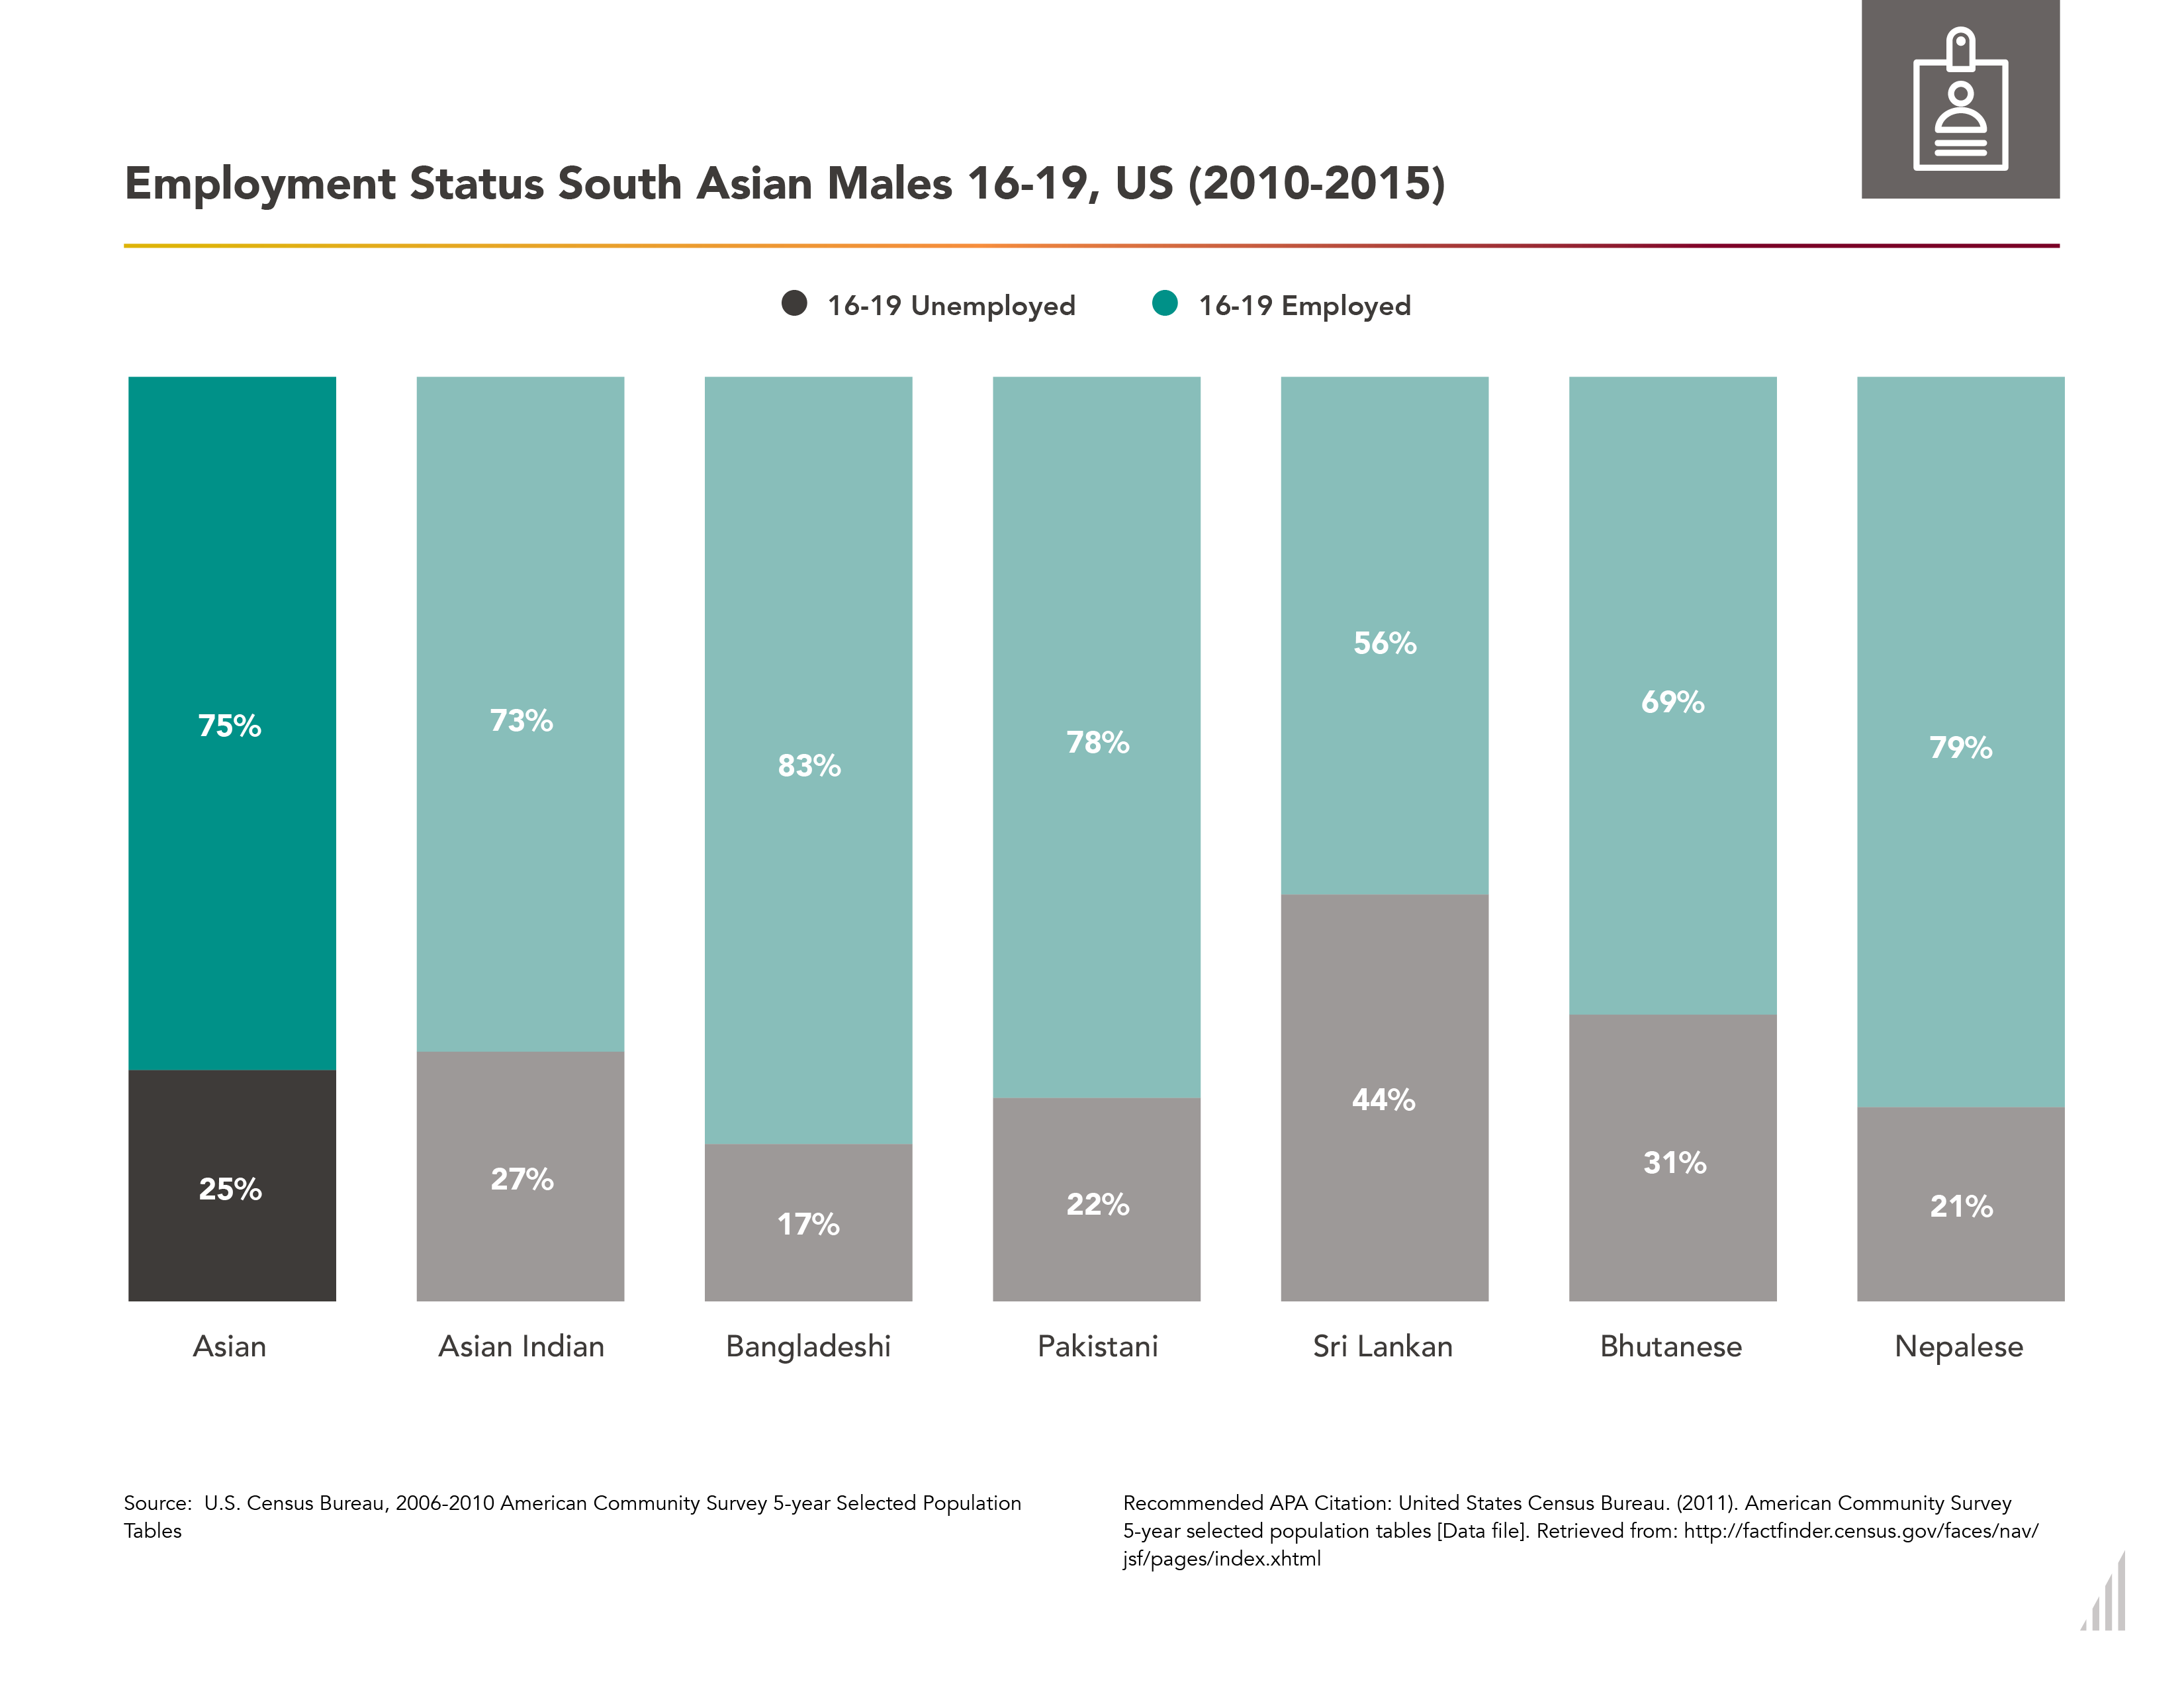 Employment Status South Asian Males 16-19, US (2010-2015)
16-19 Unemployed 16-19 Employed
75% 73% 83% 78% 56% 69% 79%
25% 27% 17% 22% 44% 31% 21%
Asian Asian Indian Bangladeshi Pakistani Sri Lankan Bhutanese Nepalese
Source:  U.S. Census Bureau, 2006-2010 American Community Survey 5-year Selected Population
Tables
Recommended APA Citation: United States Census Bureau. (2011). American Community Survey
5-year selected population tables [Data file]. Retrieved from: http://factfinder.census.gov/faces/nav/
jsf/pages/index.xhtml